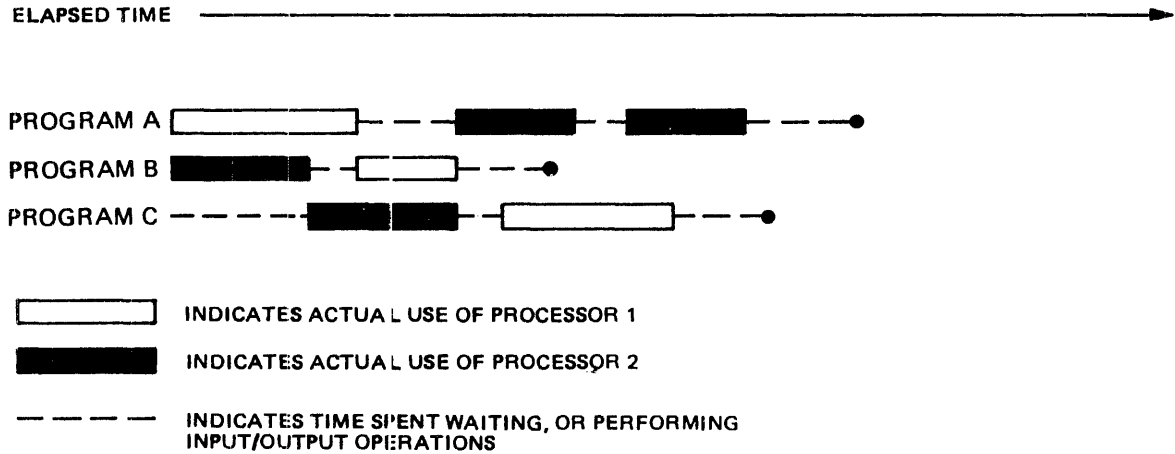 ELAPSED TIME
PROGRAM A
PROGRAM B
PROGRAM C
INDICATES ACTUAL USE OF PROCESSOR 1
INDICATES ACTUAL USE OF PROCESSOR 2
INDICATES TIME SPENT WAITING, OR PERFORMING
INPUT/OUTPUT OPERATIONS